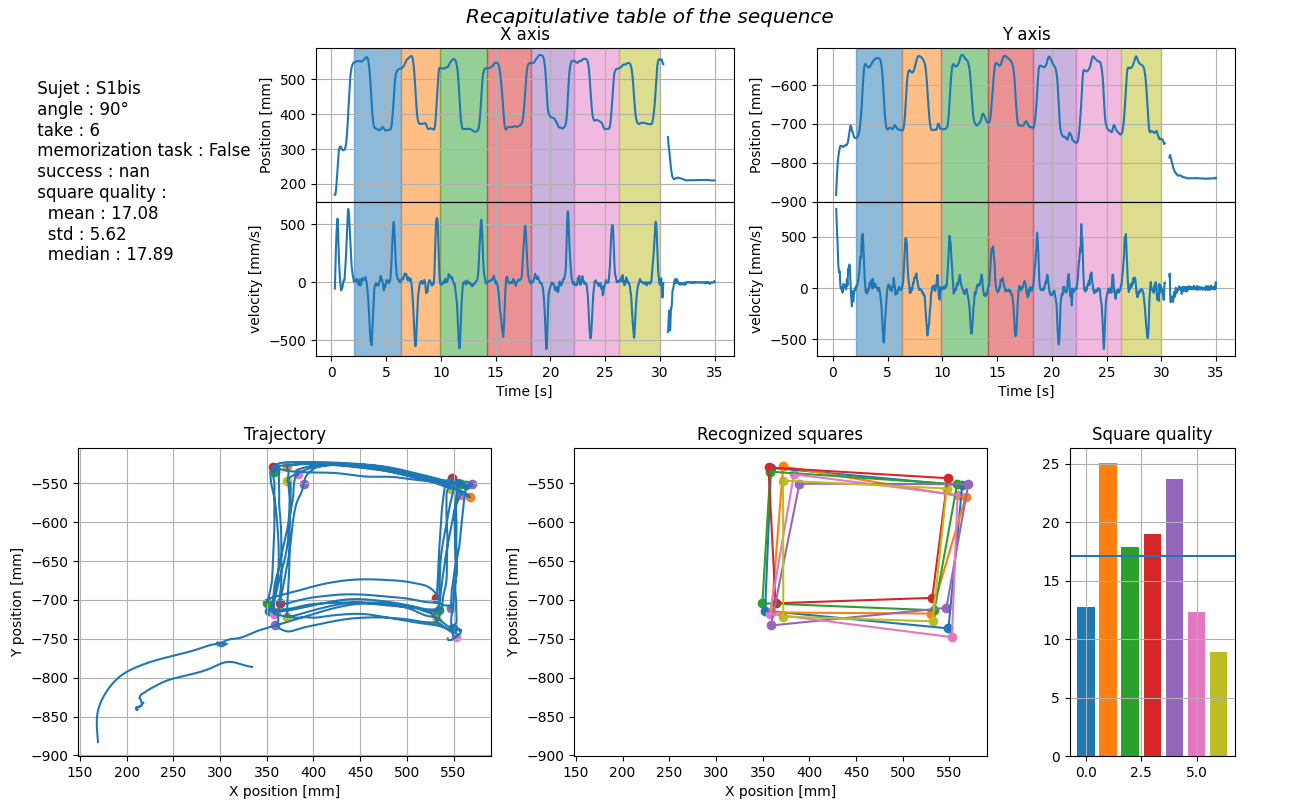 Recapitulative table of the sequence
Sujet : S1bis
angle : 90°
take : 6
memorization task : False
success : nan
square quality :
mean : 17.08
std : 5.62
median : 17.89
X axis
Position [mm]
500
400
300
200
velocity [mm/s]
500
0
−500
0 5 10 15 20 25 30 35
Time [s]
Y axis
Position [mm]
−600
−700
−800
−900
velocity [mm/s]
500
0
−500
0 5 10 15 20 25 30 35
Time [s]
Trajectory
Y position [mm]
−550
−600
−650
−700
−750
−800
−850
−900
150 200 250 300 350 400 450 500 550
X position [mm]
Recognized squares
Y position [mm]
−550
−600
−650
−700
−750
−800
−850
−900
150 200 250 300 350 400 450 500 550
X position [mm]
Square quality
25
20
15
10
5
0
0.0 2.5 5.0